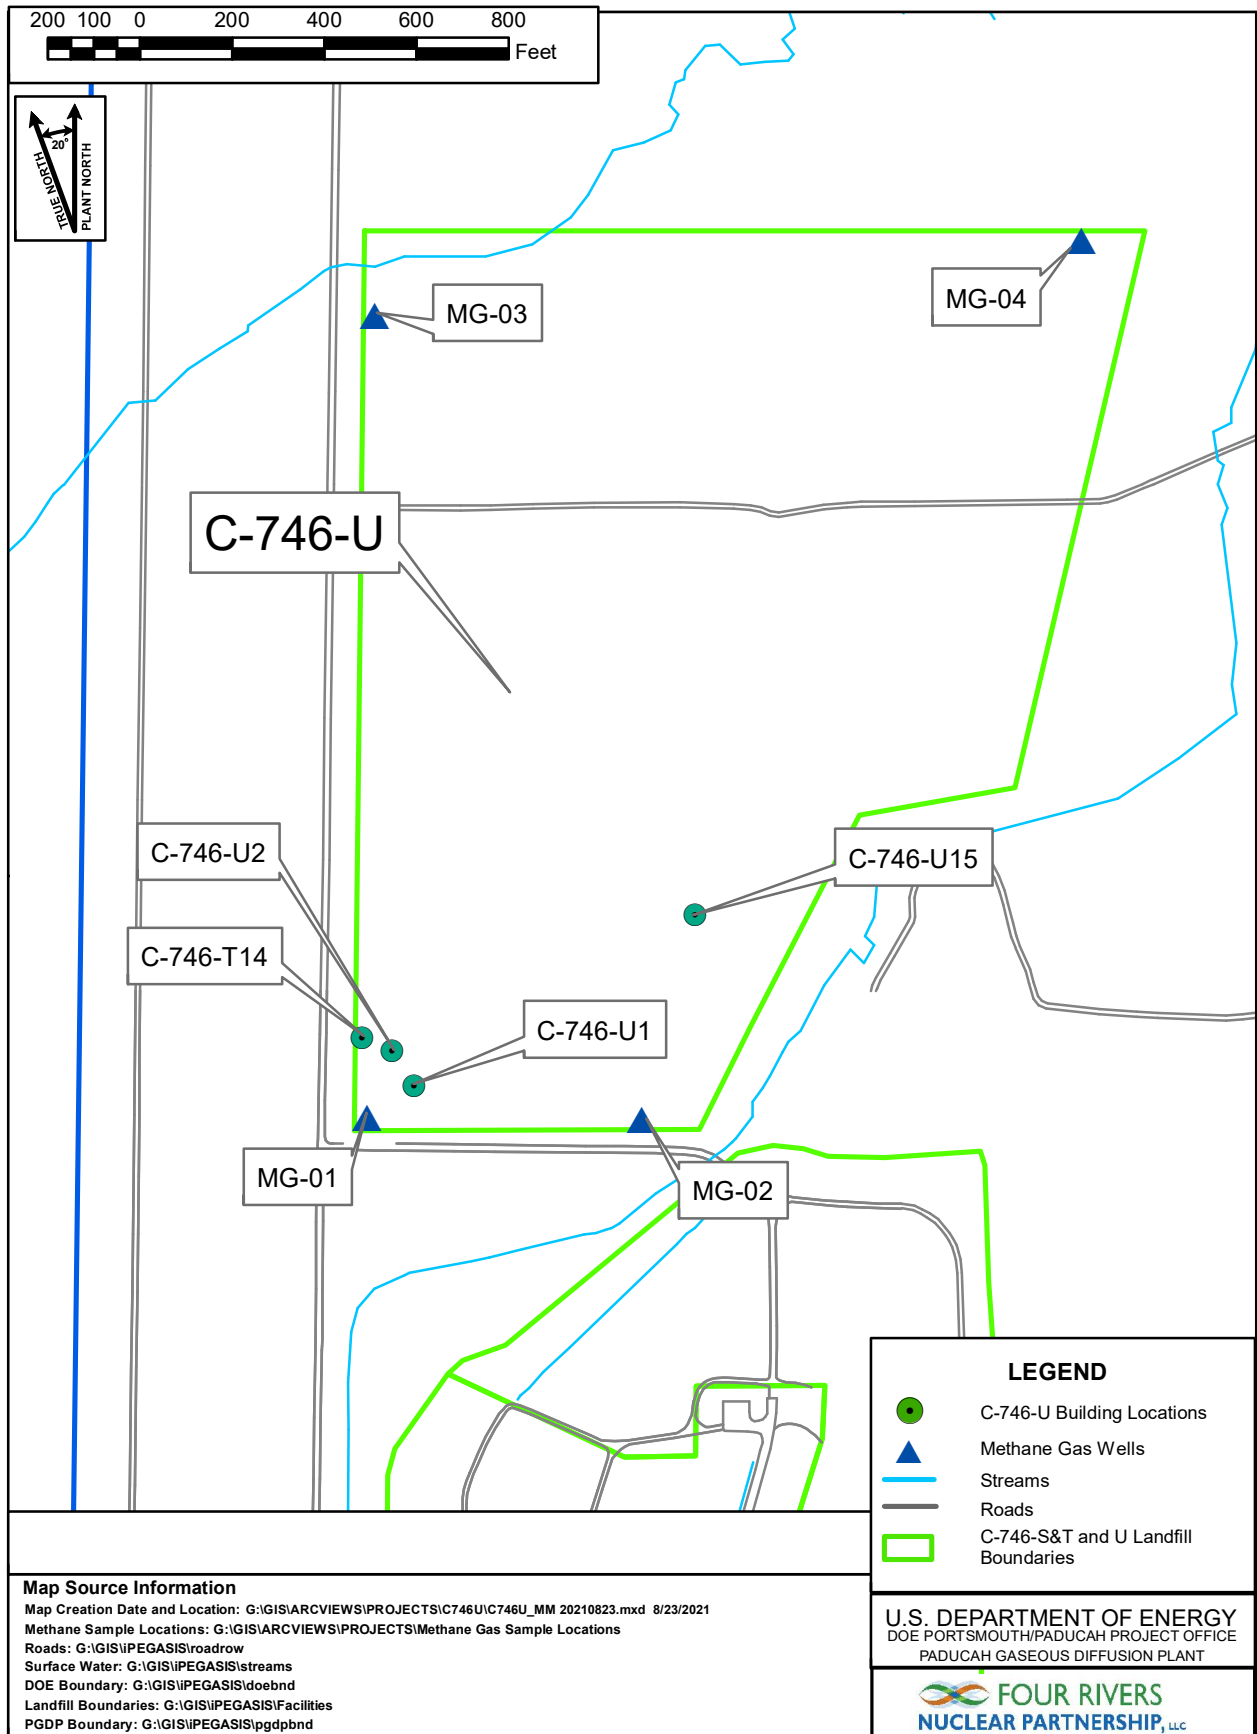 200 100 0 200 400 600 800
Feet
20°
TRUE NORTH
PLANT NORTH
MG-04
MG-03
C-746-U
C-746-U2
C-746-U15
C-746-T14
C-746-U1
MG-01
MG-02
LEGEND
C-746-U Building Locations
Methane Gas Wells
Streams
Roads
C-746-S&T and U Landfill
Boundaries
Map Source Information
Map Creation Date and Location: G:\GIS\ARCVIEWS\PROJECTS\C746U\C746U_MM 20210823.mxd 8/23/2021
Methane Sample Locations: G:\GIS\ARCVIEWS\PROJECTS\Methane Gas Sample Locations
Roads: G:\GIS\iPEGASIS\roadrow
Surface Water: G:\GIS\iPEGASIS\streams
DOE Boundary: G:\GIS\iPEGASIS\doebnd
Landfill Boundaries: G:\GIS\iPEGASIS\Facilities
PGDP Boundary: G:\GIS\iPEGASIS\pgdpbnd
U.S. DEPARTMENT OF ENERGY
DOE PORTSMOUTH/PADUCAH PROJECT OFFICE
PADUCAH GASEOUS DIFFUSION PLANT
FOUR RIVERS
NUCLEAR PARTNERSHIP, LLC